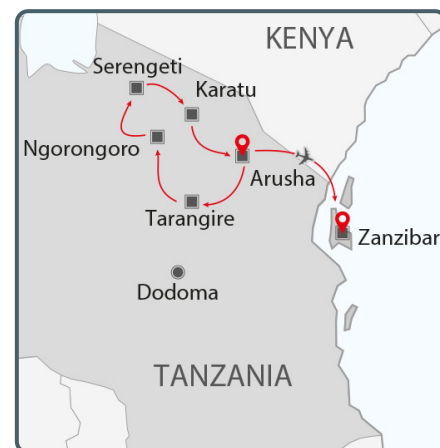 KENYA
Serengeti
Karatu
Ngorongoro
Arusha
Tarangire
Zanzibar
Dodoma
TANZANIA